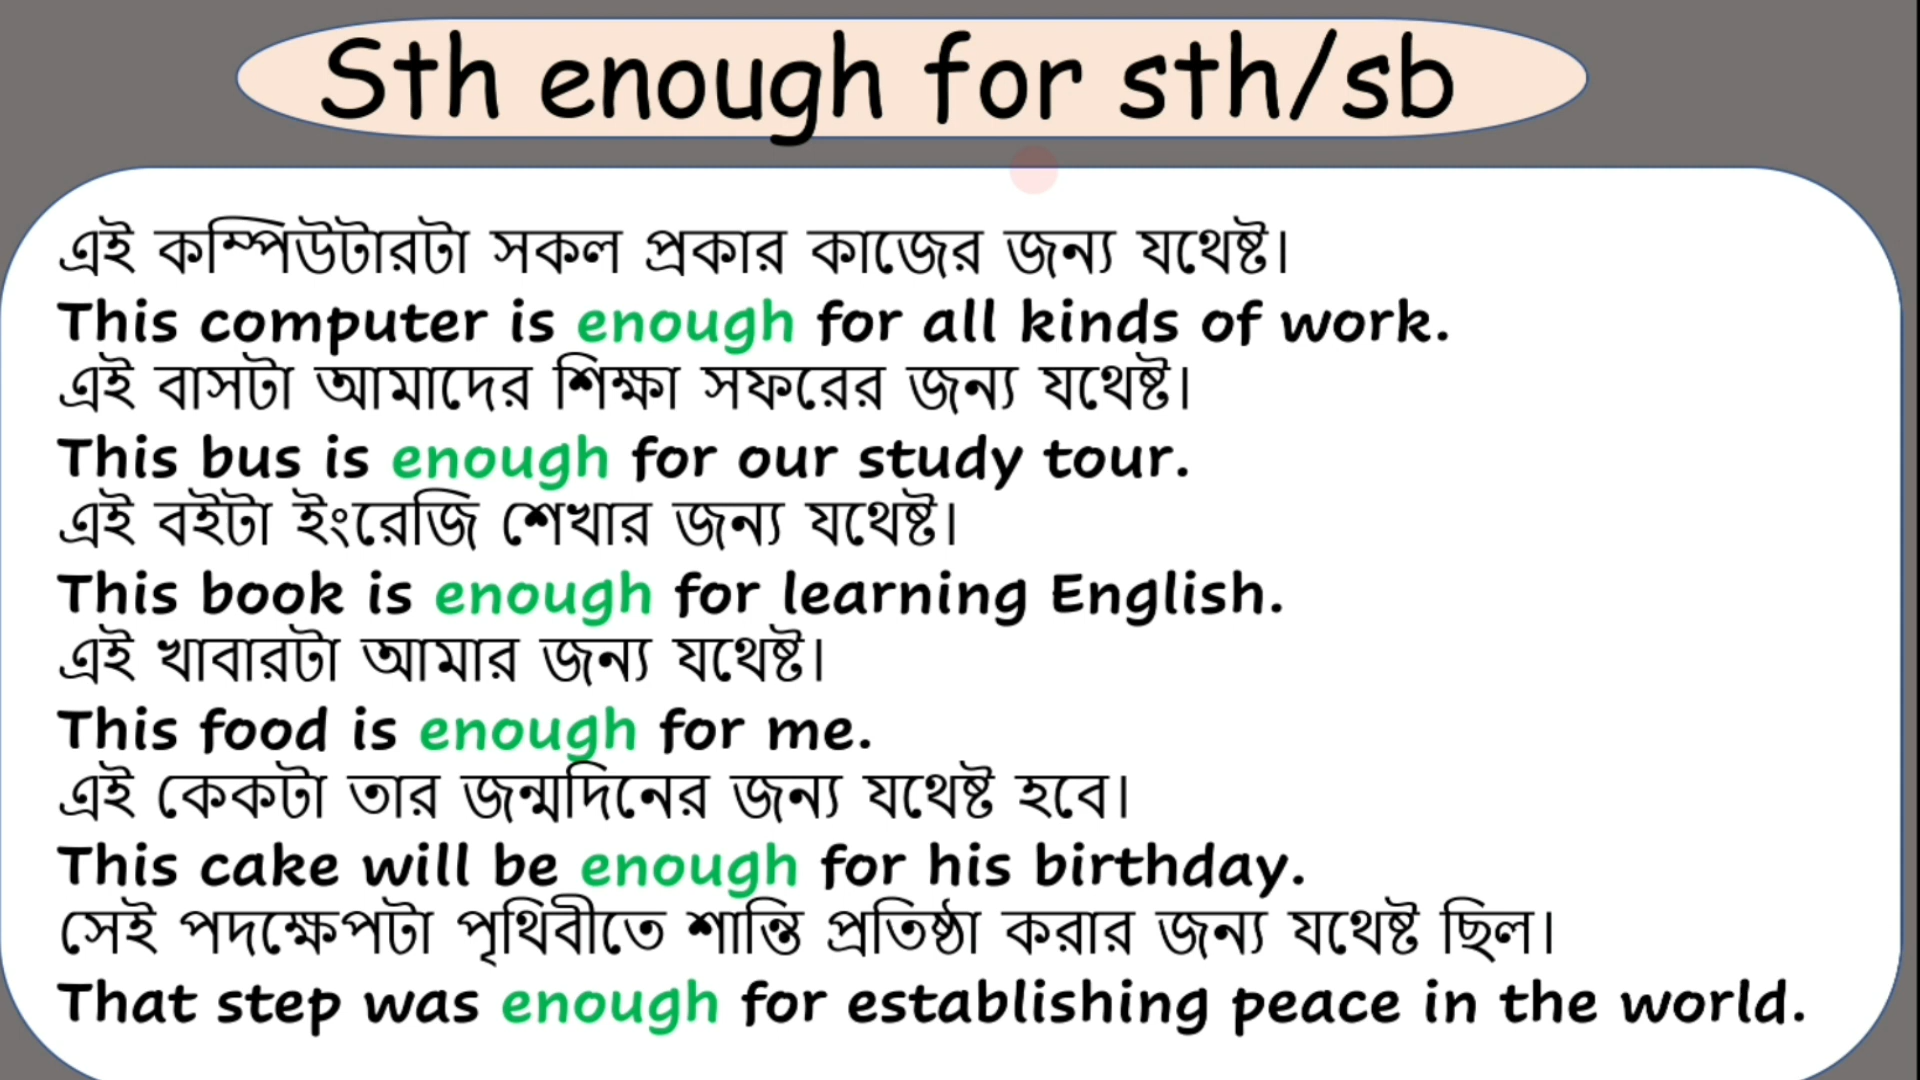 Sth enough for sth/sb
এই কম্পিউটারটা সকল প্রকার কাজের জন্য যথেষ্ট।
This computer is enough for all kinds of work.
এই বাসটা আমাদের শিক্ষা সফরের জন্য যথেষ্ট।
This bus is enough for our study tour.
এই বইটা ইংরেজি শেখার জন্য যথেষ্ট।
This book is enough for learning English.
এই খাবারটা আমার জন্য যথেষ্ট।
This food is enough for me.
এই কেকটা তার জন্মদিনের জন্য যথেষ্ট হবে।
This cake will be enough for his birthday.
সেই পদক্ষেপটা পৃথিবীতে শান্তি প্রতিষ্ঠা করার জন্য যথেষ্ট ছিল।
That step was enough for establishing peace in the world.